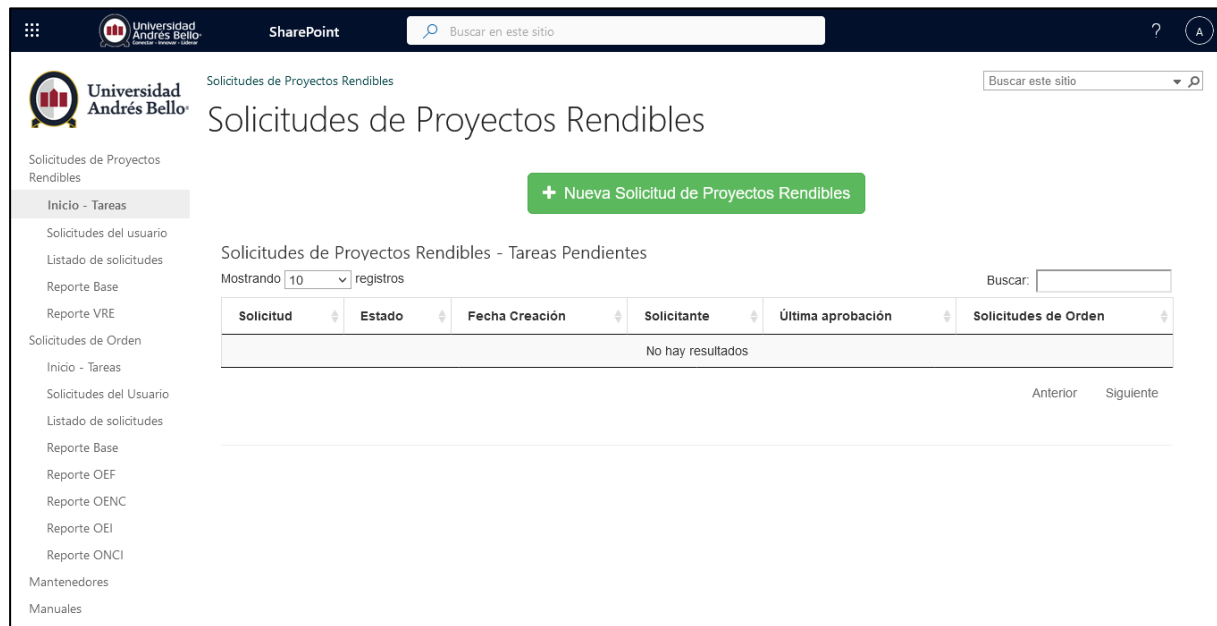 Universidad
Andrés Bello
Conectar - Innovar - Liderar
SharePoint
Buscar en este sitio
?
A
Universidad
Andrés Bello
Solicitudes de Proyectos Rendibles
Buscar este sitio
Solicitudes de Proyectos Rendibles
Solicitudes de Proyectos
Rendibles
Inicio - Tareas
Solicitudes del usuario
Listado de solicitudes
Reporte Base
Reporte VRE
Solicitudes de Orden
Inicio - Tareas
Solicitudes del Usuario
Listado de solicitudes
Reporte Base
Reporte OEF
Reporte OENC
Reporte OEI
Reporte ONCI
Mantenedores
Manuales
+ Nueva Solicitud de Proyectos Rendibles
Solicitudes de Proyectos Rendibles - Tareas Pendientes
Mostrando 10 registros
Buscar:
Solicitud Estado Fecha Creación Solicitante Última aprobación Solicitudes de Orden
No hay resultados
Anterior Siguiente